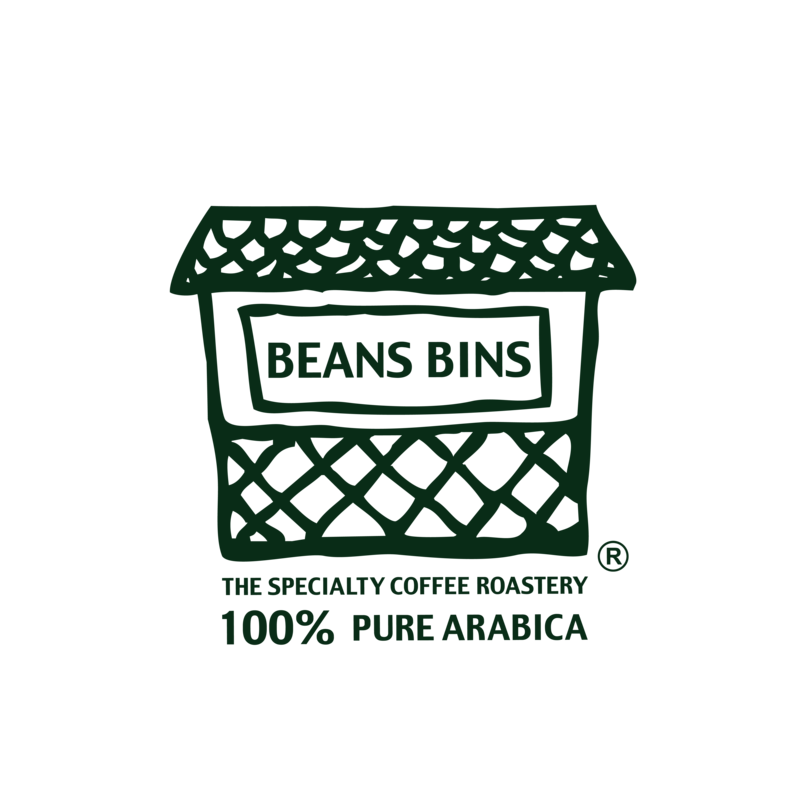 BEANS BINS
®
THE SPECIALTY COFFEE ROASTERY
100% PURE ARABICA